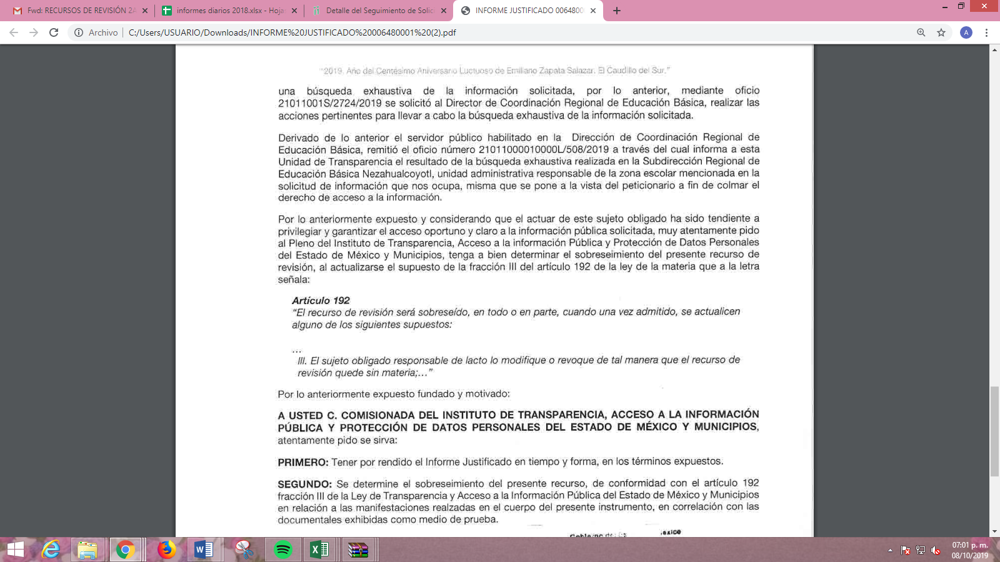 Fwd: RECURSOS DE REVISIÓN 2A
informes diarios 2018.xlsx - Hoja
Detalle del Seguimiento de Solic
INFORME JUSTIFICADO 0064800
Archivo
C:/Users/USUARIO/Downloads/INFORME%20JUSTIFICADO%20006480001%20(2).pdf
A
"2019. Año del Centésimo Aniversario Luctuoso de Emiliano Zapata Salazar. El Caudillo del Sur."
una búsqueda exhaustiva de la información solicitada, por lo anterior, mediante oficio
21011001S/2724/2019 se solicitó al Director de Coordinación Regional de Educación Básica, realizar las
acciones pertinentes para llevar a cabo la búsqueda exhaustiva de la información solicitada.
Derivado de lo anterior el servidor público habilitado en la Dirección de Coordinación Regional de
Educación Básica, remitió el oficio número 21011000010000L/508/2019 a través del cual informa a esta
Unidad de Transparencia el resultado de la búsqueda exhaustiva realizada en la Subdirección Regional de
Educación Básica Nezahualcoyotl, unidad administrativa responsable de la zona escolar mencionada en la
solicitud de información que nos ocupa, misma que se pone a la vista del peticionario a fin de colmar el
derecho de acceso a la información.
Por lo anteriormente expuesto y considerando que el actuar de este sujeto obligado ha sido tendiente a
privilegiar y garantizar el acceso oportuno y claro a la información pública solicitada, muy atentamente pido
al Pleno del Instituto de Transparencia, Acceso a la información Pública y Protección de Datos Personales
del Estado de México y Municipios, tenga a bien determinar el sobreseimiento del presente recurso de
revisión, al actualizarse el supuesto de la fracción III del artículo 192 de la ley de la materia que a la letra
señala:
Artículo 192
"El recurso de revisión será sobreseído, en todo o en parte, cuando una vez admitido, se actualicen
alguno de los siguientes supuestos:
...
III. El sujeto obligado responsable de lacto lo modifique o revoque de tal manera que el recurso de
revisión quede sin materia;..."
Por lo anteriormente expuesto fundado y motivado:
A USTED C. COMISIONADA DEL INSTITUTO DE TRANSPARENCIA, ACCESO A LA INFORMACIÓN
PÚBLICA Y PROTECCIÓN DE DATOS PERSONALES DEL ESTADO DE MÉXICO Y MUNICIPIOS,
atentamente pido se sirva:
PRIMERO: Tener por rendido el Informe Justificado en tiempo y forma, en los términos expuestos.
SEGUNDO: Se determine el sobreseimiento del presente recurso, de conformidad con el artículo 192
fracción III de la Ley de Transparencia y Acceso a la Información Pública del Estado de México y Municipios
en relación a las manifestaciones realzadas en el cuerpo del presente instrumento, en correlación con las
documentales exhibidas como medio de prueba.
07:01 p. m.
08/10/2019